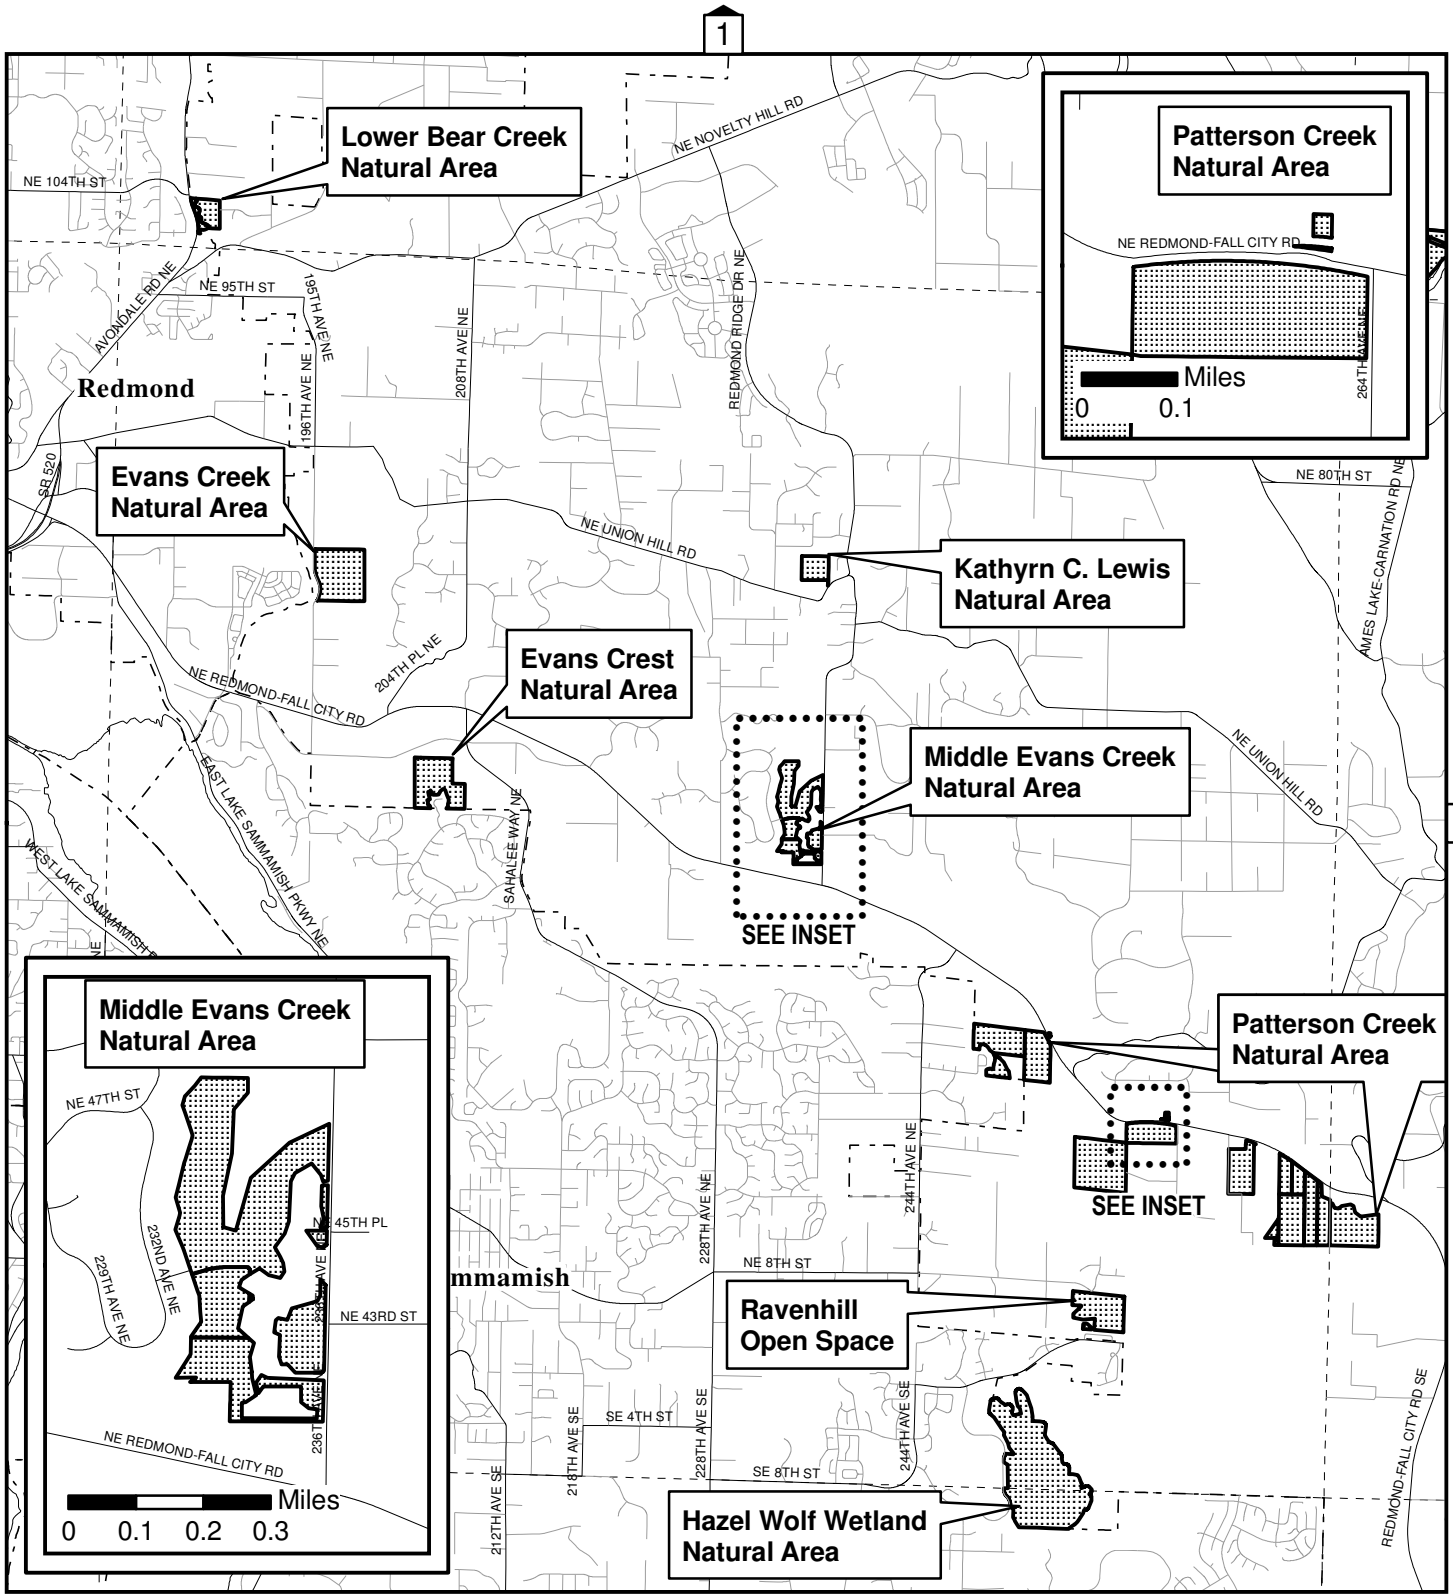 1
Lower Bear Creek
Natural Area
NE NOVELTY HILL RD
Patterson Creek
Natural Area
NE 104TH ST
NE REDMOND-FALL CITY RD
264TH AVE NE
Miles
0 0.1
AVONDALE RD NE
NE 95TH ST
195TH AVE NE
196TH AVE NE
208TH AVE NE
REDMOND RIDGE DR NE
Redmond
SR 520
Evans Creek
Natural Area
NE UNION HILL RD
NE 80TH ST
AMES LAKE-CARNATION RD NE
Kathyrn C. Lewis
Natural Area
204TH PL NE
NE REDMOND-FALL CITY RD
Evans Crest
Natural Area
Middle Evans Creek
Natural Area
NE UNION HILL RD
EAST LAKE SAMMAMISH PKWY NE
SAHALEE WAY NE
WEST LAKE SAMMAMISH P
NE
SEE INSET
Middle Evans Creek
Natural Area
NE 47TH ST
232ND AVE NE
229TH AVE NE
NE 45TH PL
236TH AVE NE
NE 43RD ST
236TH AVE NE
NE REDMOND-FALL CITY RD
Miles
0 0.1 0.2 0.3
Patterson Creek
Natural Area
SEE INSET
244TH AVE NE
228TH AVE NE
NE 8TH ST
mmamish
Ravenhill
Open Space
SE 4TH ST
218TH AVE SE
228TH AVE SE
244TH AVE SE
212TH AVE SE
SE 8TH ST
REDMOND-FALL CITY RD SE
Hazel Wolf Wetland
Natural Area